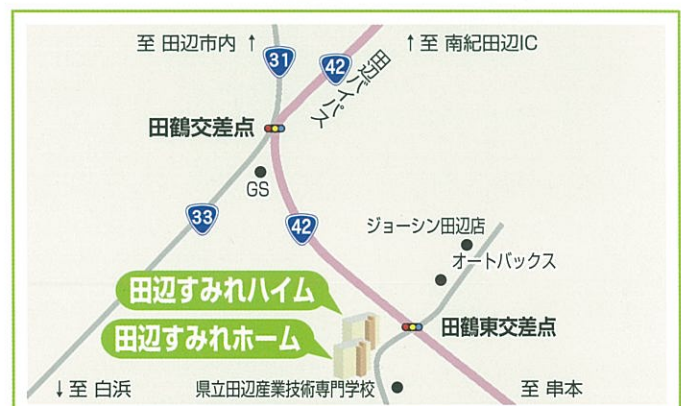 至 田辺市内 ↑
↑至 南紀田辺IC
31
42
田辺バイパス
田鶴交差点
GS
33
42
ジョーシン田辺店
オートバックス
田辺すみれハイム
田辺すみれホーム
田鶴東交差点
↓至 白浜
県立田辺産業技術専門学校
至 串本